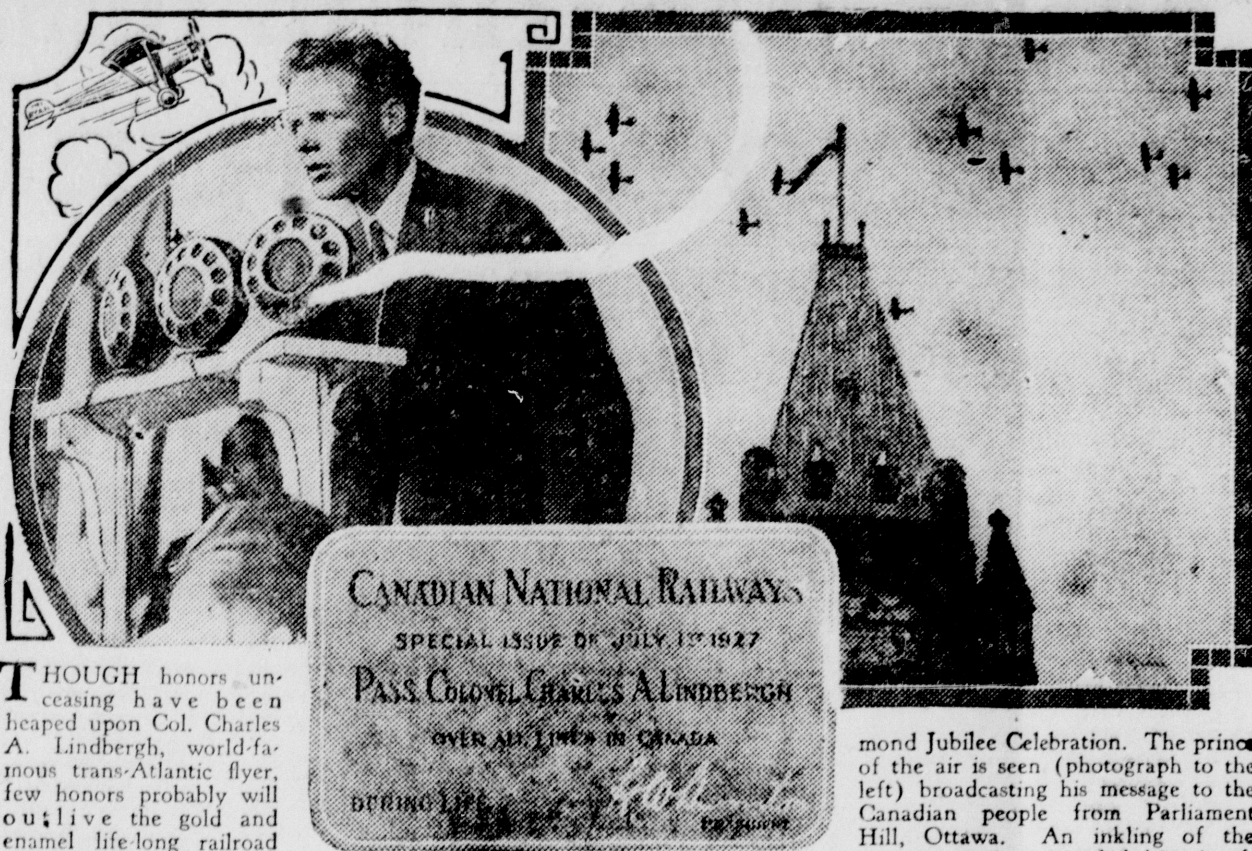 THOUGH honors un-
ceasing have been
heaped upon Col. Charles
A. Lindbergh, world-fa-
mous trans-Atlantic flyer,
few honors probably will
outlive the gold and
enamel life-long railroad
CANADIAN NATIONAL RAILWAYS
SPECIAL ISSUE OF JULY 1ST 1927
PASS COLONEL CHARLES A. LINDBERGH
OVER ALL LINES IN CANADA
DURING LIFE
PRESIDENT
mond Jubilee Celebration. The prince
of the air is seen (photograph to the
left) broadcasting his message to the
Canadian people from Parliament
Hill, Ottawa. An inkling of the